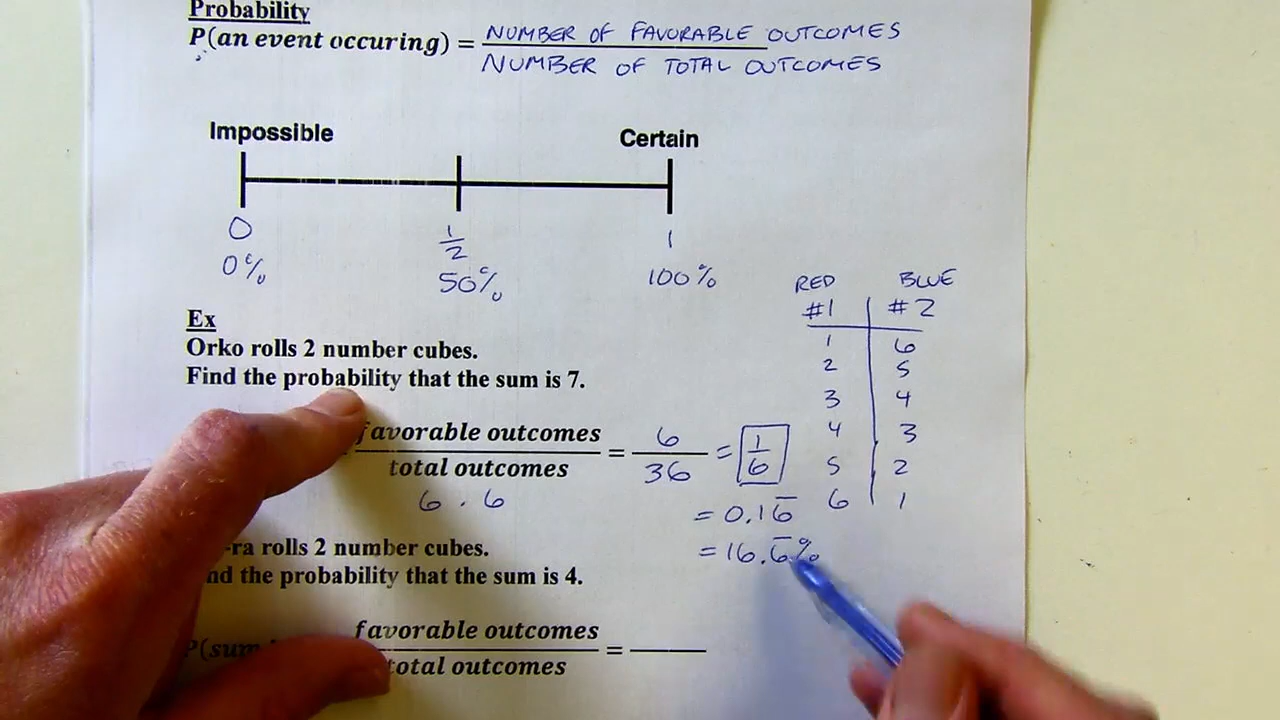 Probability
P(an event occuring) = NUMBER OF FAVORABLE OUTCOMES
NUMBER OF TOTAL OUTCOMES
Impossible Certain
0 1/2 1
0% 50% 100%
RED BLUE
#1 #2
1 6
2 5
3 4
4 3
5 2
6 1
Ex
Orko rolls 2 number cubes.
Find the probability that the sum is 7.
favorable outcomes = 6 = 1
total outcomes 36 6
6 . 6
= 0.16̅
= 16.6̅%
-ra rolls 2 number cubes.
the probability that the sum is 4.
P(sum favorable outcomes =
total outcomes